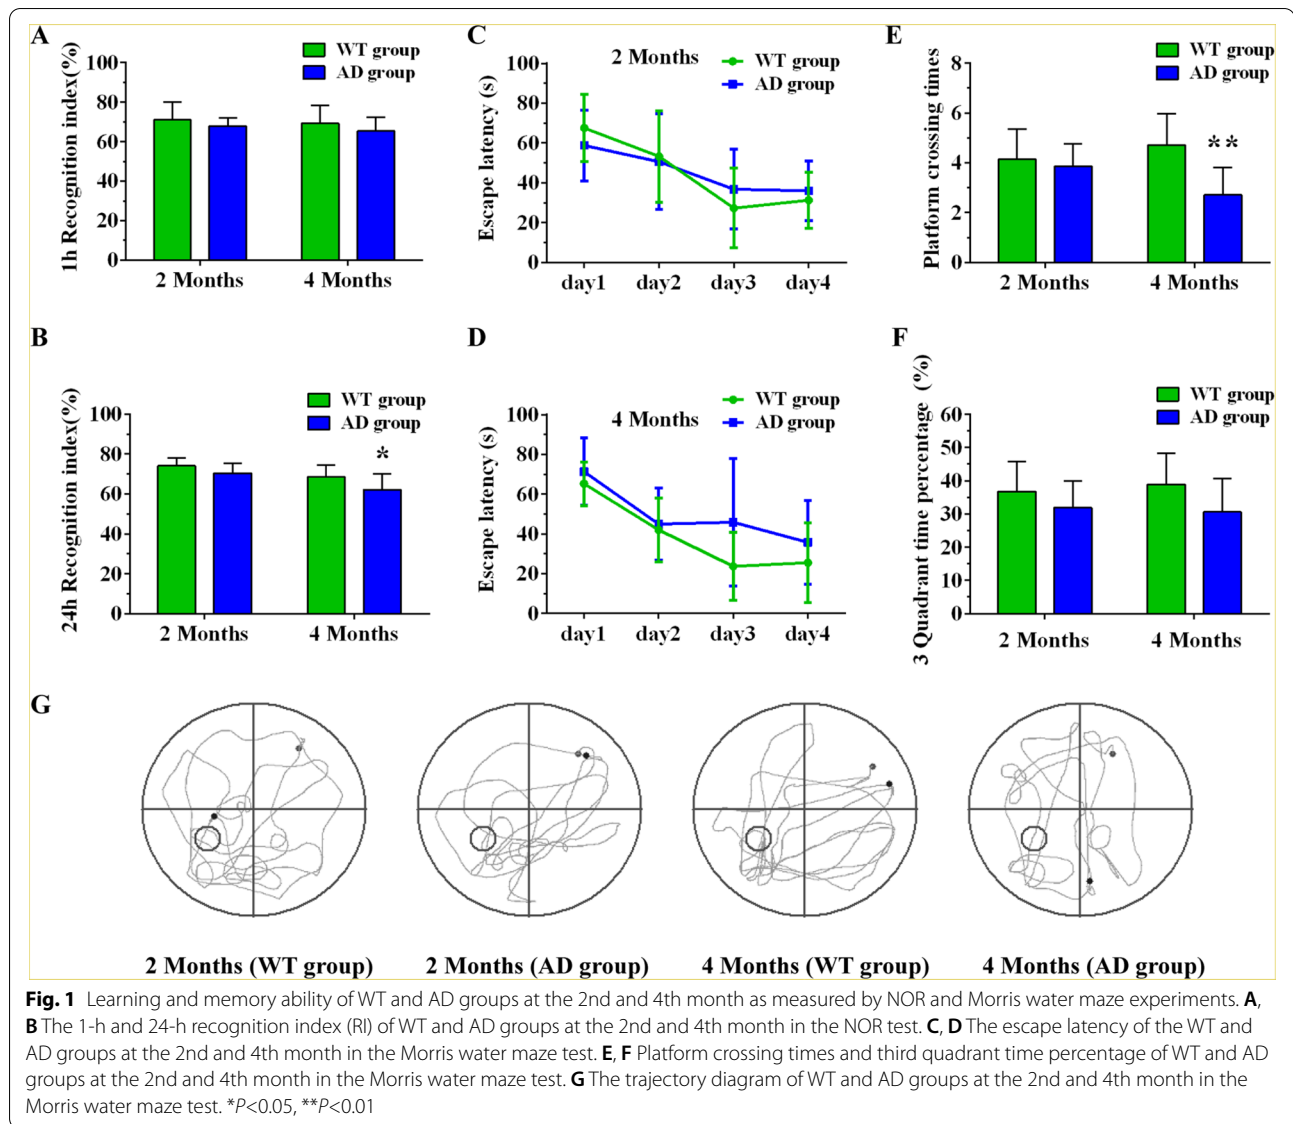 A
1h Recognition index(%)
WT group
AD group
100
80
60
40
20
0
2 Months
4 Months
C
Escape latency (s)
2 Months
WT group
AD group
100
80
60
40
20
0
day1
day2
day3
day4
E
Platform crossing times
WT group
AD group
8
6
4
2
0
**
2 Months
4 Months
B
24h Recognition index(%)
WT group
AD group
100
80
60
40
20
0
*
2 Months
4 Months
D
Escape latency (s)
4 Months
WT group
AD group
100
80
60
40
20
0
day1
day2
day3
day4
F
3 Quadrant time percentage (%)
WT group
AD group
60
50
40
30
20
10
0
2 Months
4 Months
G
2 Months (WT group)
2 Months (AD group)
4 Months (WT group)
4 Months (AD group)
Fig. 1 Learning and memory ability of WT and AD groups at the 2nd and 4th month as measured by NOR and Morris water maze experiments. A,
B The 1-h and 24-h recognition index (RI) of WT and AD groups at the 2nd and 4th month in the NOR test. C, D The escape latency of the WT and
AD groups at the 2nd and 4th month in the Morris water maze test. E, F Platform crossing times and third quadrant time percentage of WT and AD
groups at the 2nd and 4th month in the Morris water maze test. G The trajectory diagram of WT and AD groups at the 2nd and 4th month in the
Morris water maze test. *P<0.05, **P<0.01